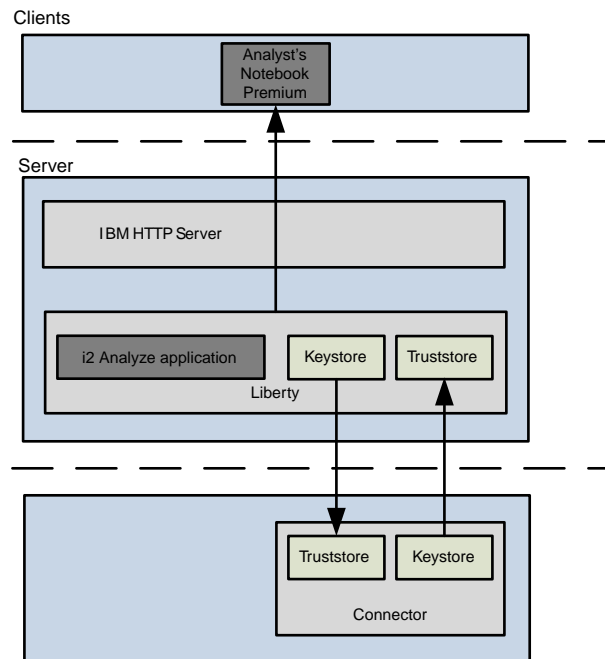 Clients
Analyst's
Notebook
Premium
Server
IBM HTTP Server
i2 Analyze application
Keystore
Truststore
Liberty
Truststore
Keystore
Connector